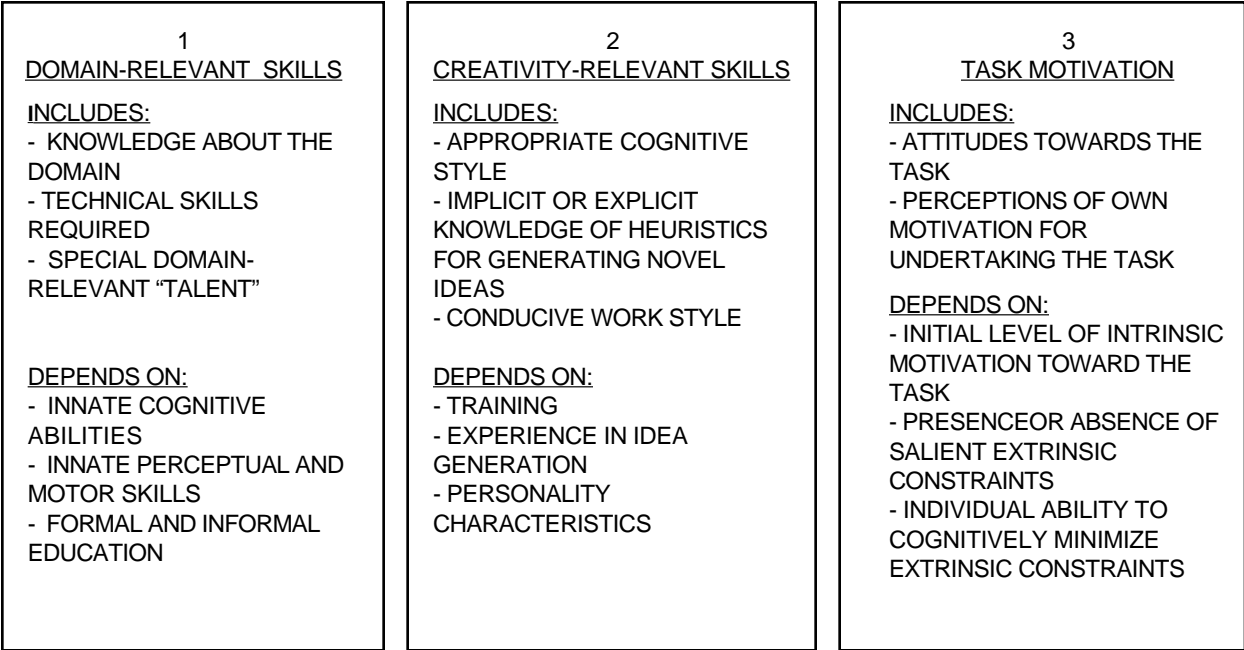 1
DOMAIN-RELEVANT SKILLS
INCLUDES:
- KNOWLEDGE ABOUT THE
DOMAIN
- TECHNICAL SKILLS
REQUIRED
- SPECIAL DOMAIN-
RELEVANT “TALENT”
DEPENDS ON:
- INNATE COGNITIVE
ABILITIES
- INNATE PERCEPTUAL AND
MOTOR SKILLS
- FORMAL AND INFORMAL
EDUCATION
2
CREATIVITY-RELEVANT SKILLS
INCLUDES:
- APPROPRIATE COGNITIVE
STYLE
- IMPLICIT OR EXPLICIT
KNOWLEDGE OF HEURISTICS
FOR GENERATING NOVEL
IDEAS
- CONDUCIVE WORK STYLE
DEPENDS ON:
- TRAINING
- EXPERIENCE IN IDEA
GENERATION
- PERSONALITY
CHARACTERISTICS
3
TASK MOTIVATION
INCLUDES:
- ATTITUDES TOWARDS THE
TASK
- PERCEPTIONS OF OWN
MOTIVATION FOR
UNDERTAKING THE TASK
DEPENDS ON:
- INITIAL LEVEL OF INTRINSIC
MOTIVATION TOWARD THE
TASK
- PRESENCEOR ABSENCE OF
SALIENT EXTRINSIC
CONSTRAINTS
- INDIVIDUAL ABILITY TO
COGNITIVELY MINIMIZE
EXTRINSIC CONSTRAINTS